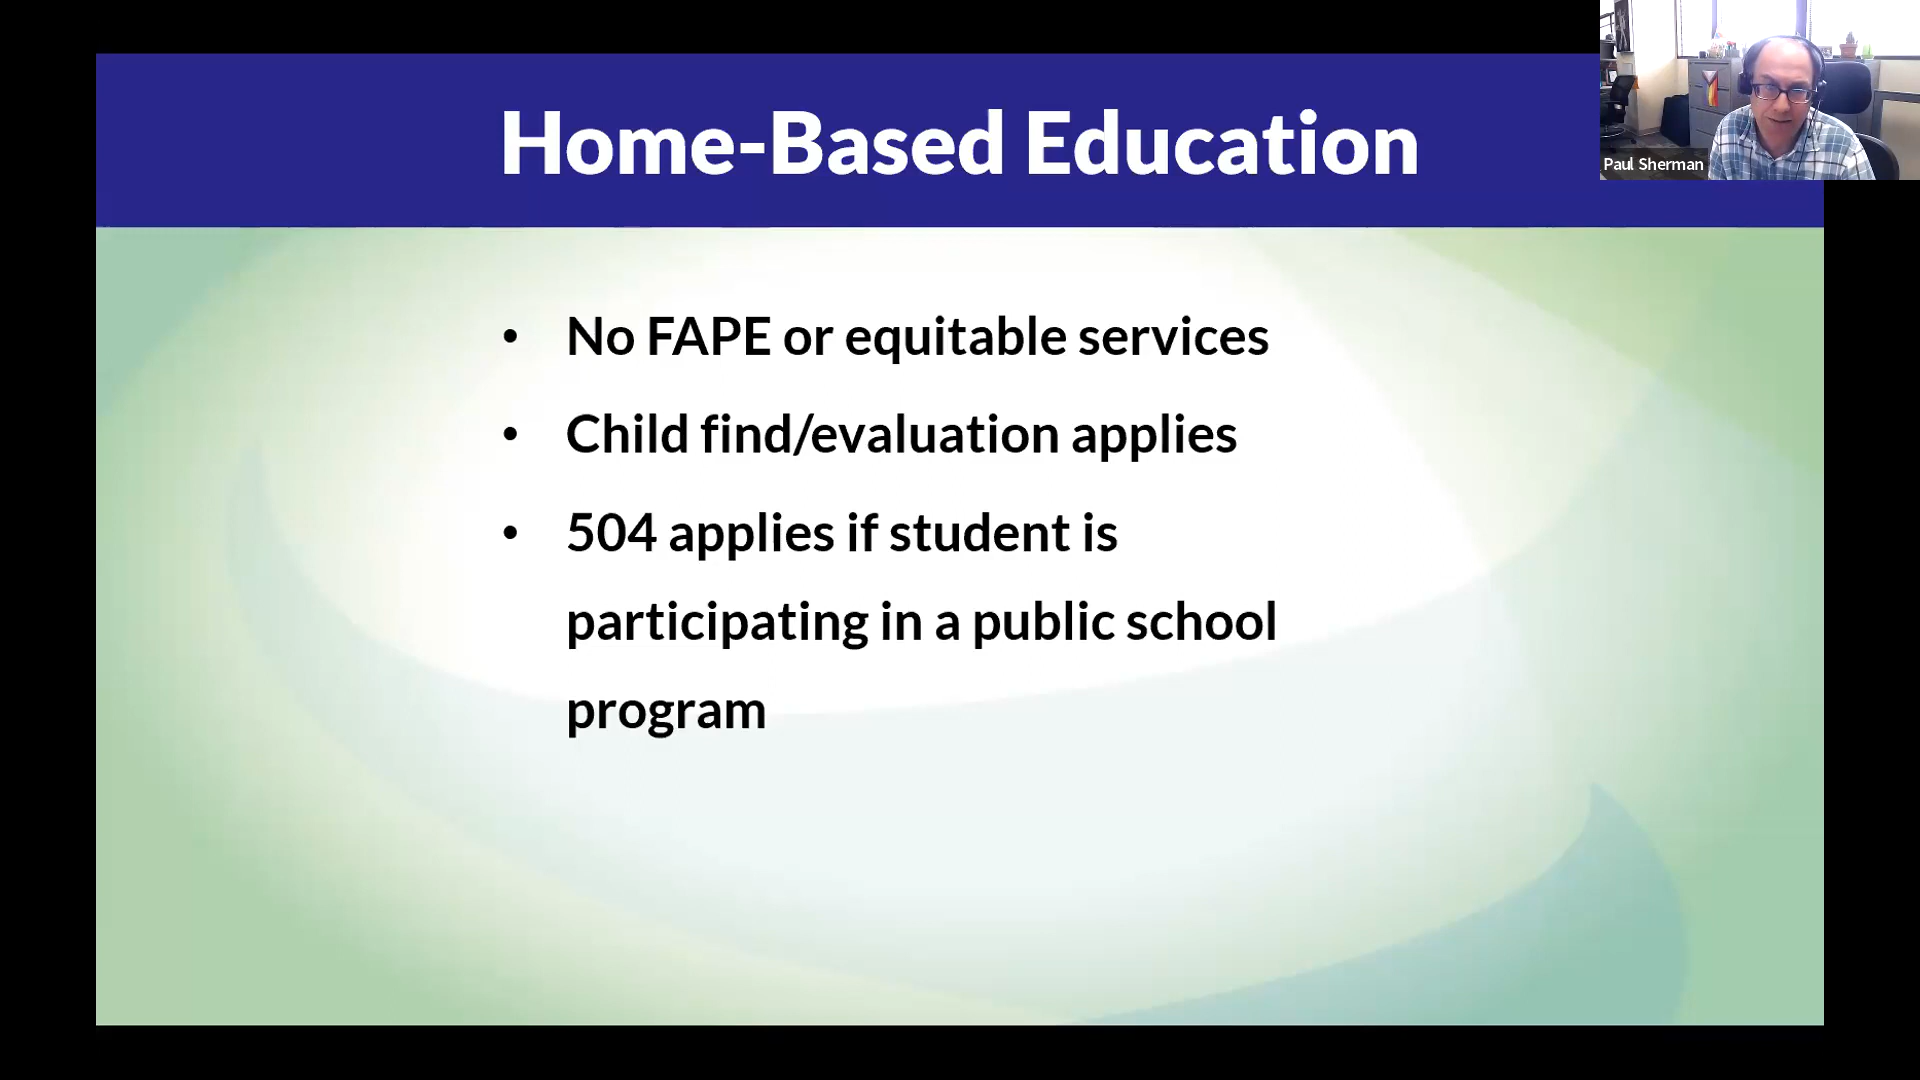 Home-Based Education
Paul Sherman
• No FAPE or equitable services
• Child find/evaluation applies
• 504 applies if student is
participating in a public school
program